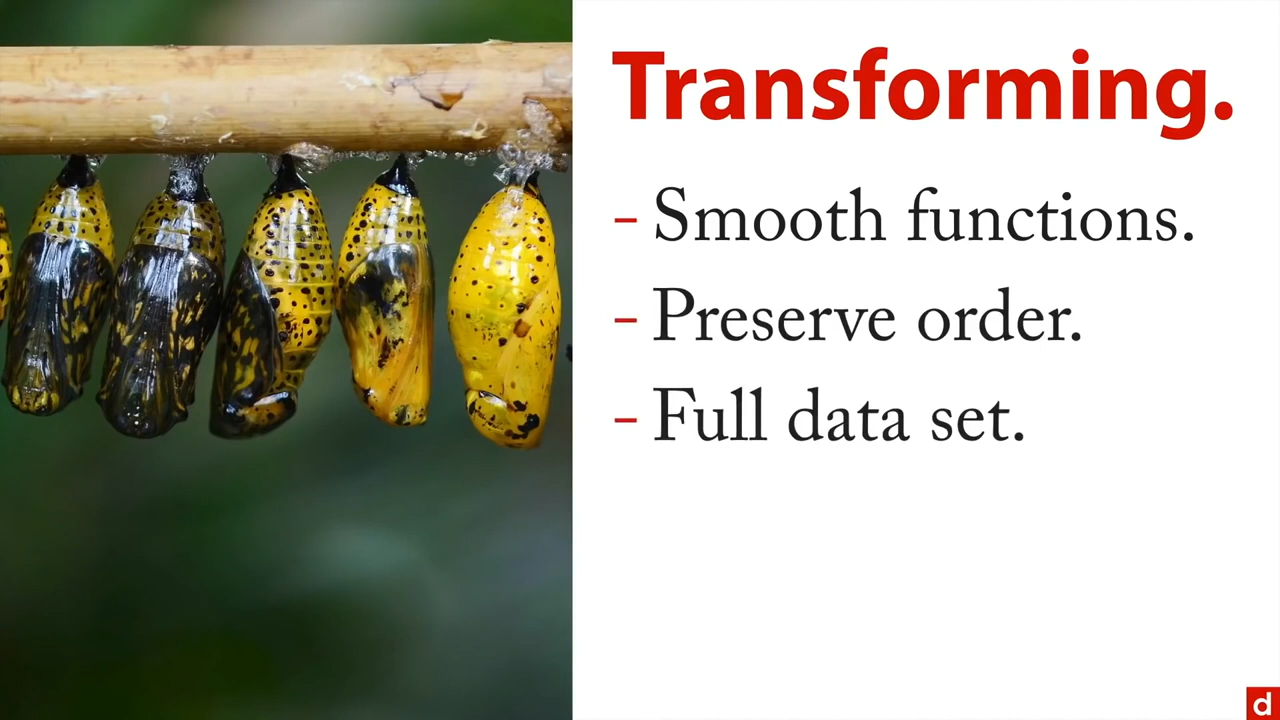 Transforming.
- Smooth functions.
- Preserve order.
- Full data set.
d